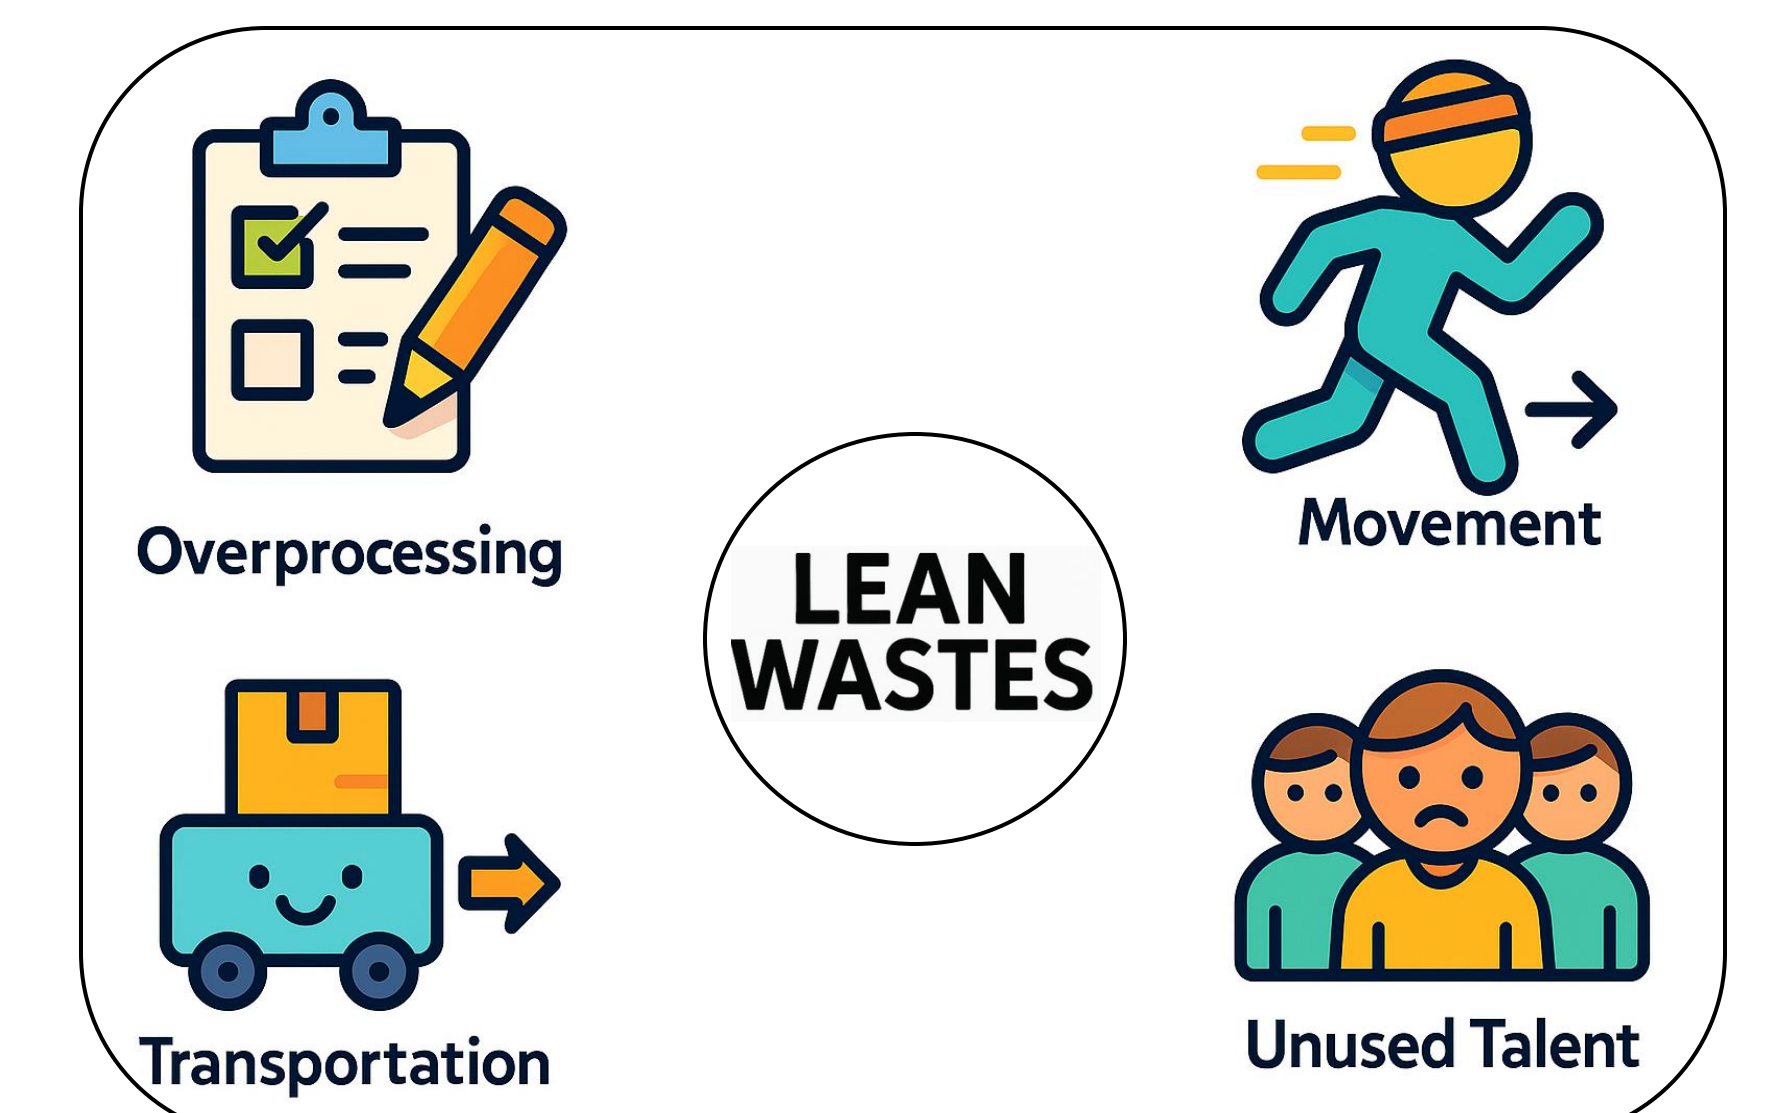 Overprocessing
Movement
LEAN
WASTES
Transportation
Unused Talent